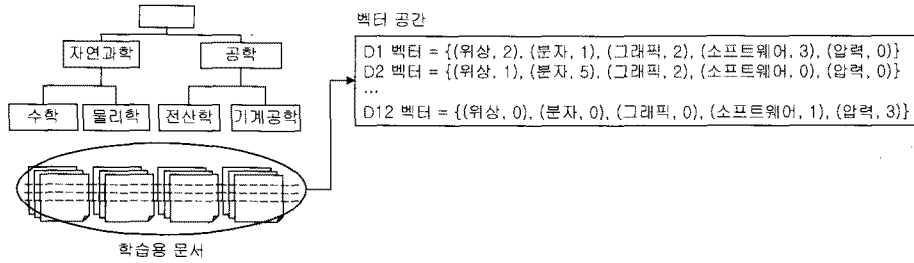 벡터 공간
자연과학 공학
수학 물리학 전산학 기계공학
D1 벡터 = {(위상, 2), (분자, 1), (그래픽, 2), (소프트웨어, 3), (압력, 0)}
D2 벡터 = {(위상, 1), (분자, 5), (그래픽, 2), (소프트웨어, 0), (압력, 0)}
...
D12 벡터 = {(위상, 0), (분자, 0), (그래픽, 0), (소프트웨어, 1), (압력, 3)}
학습용 문서